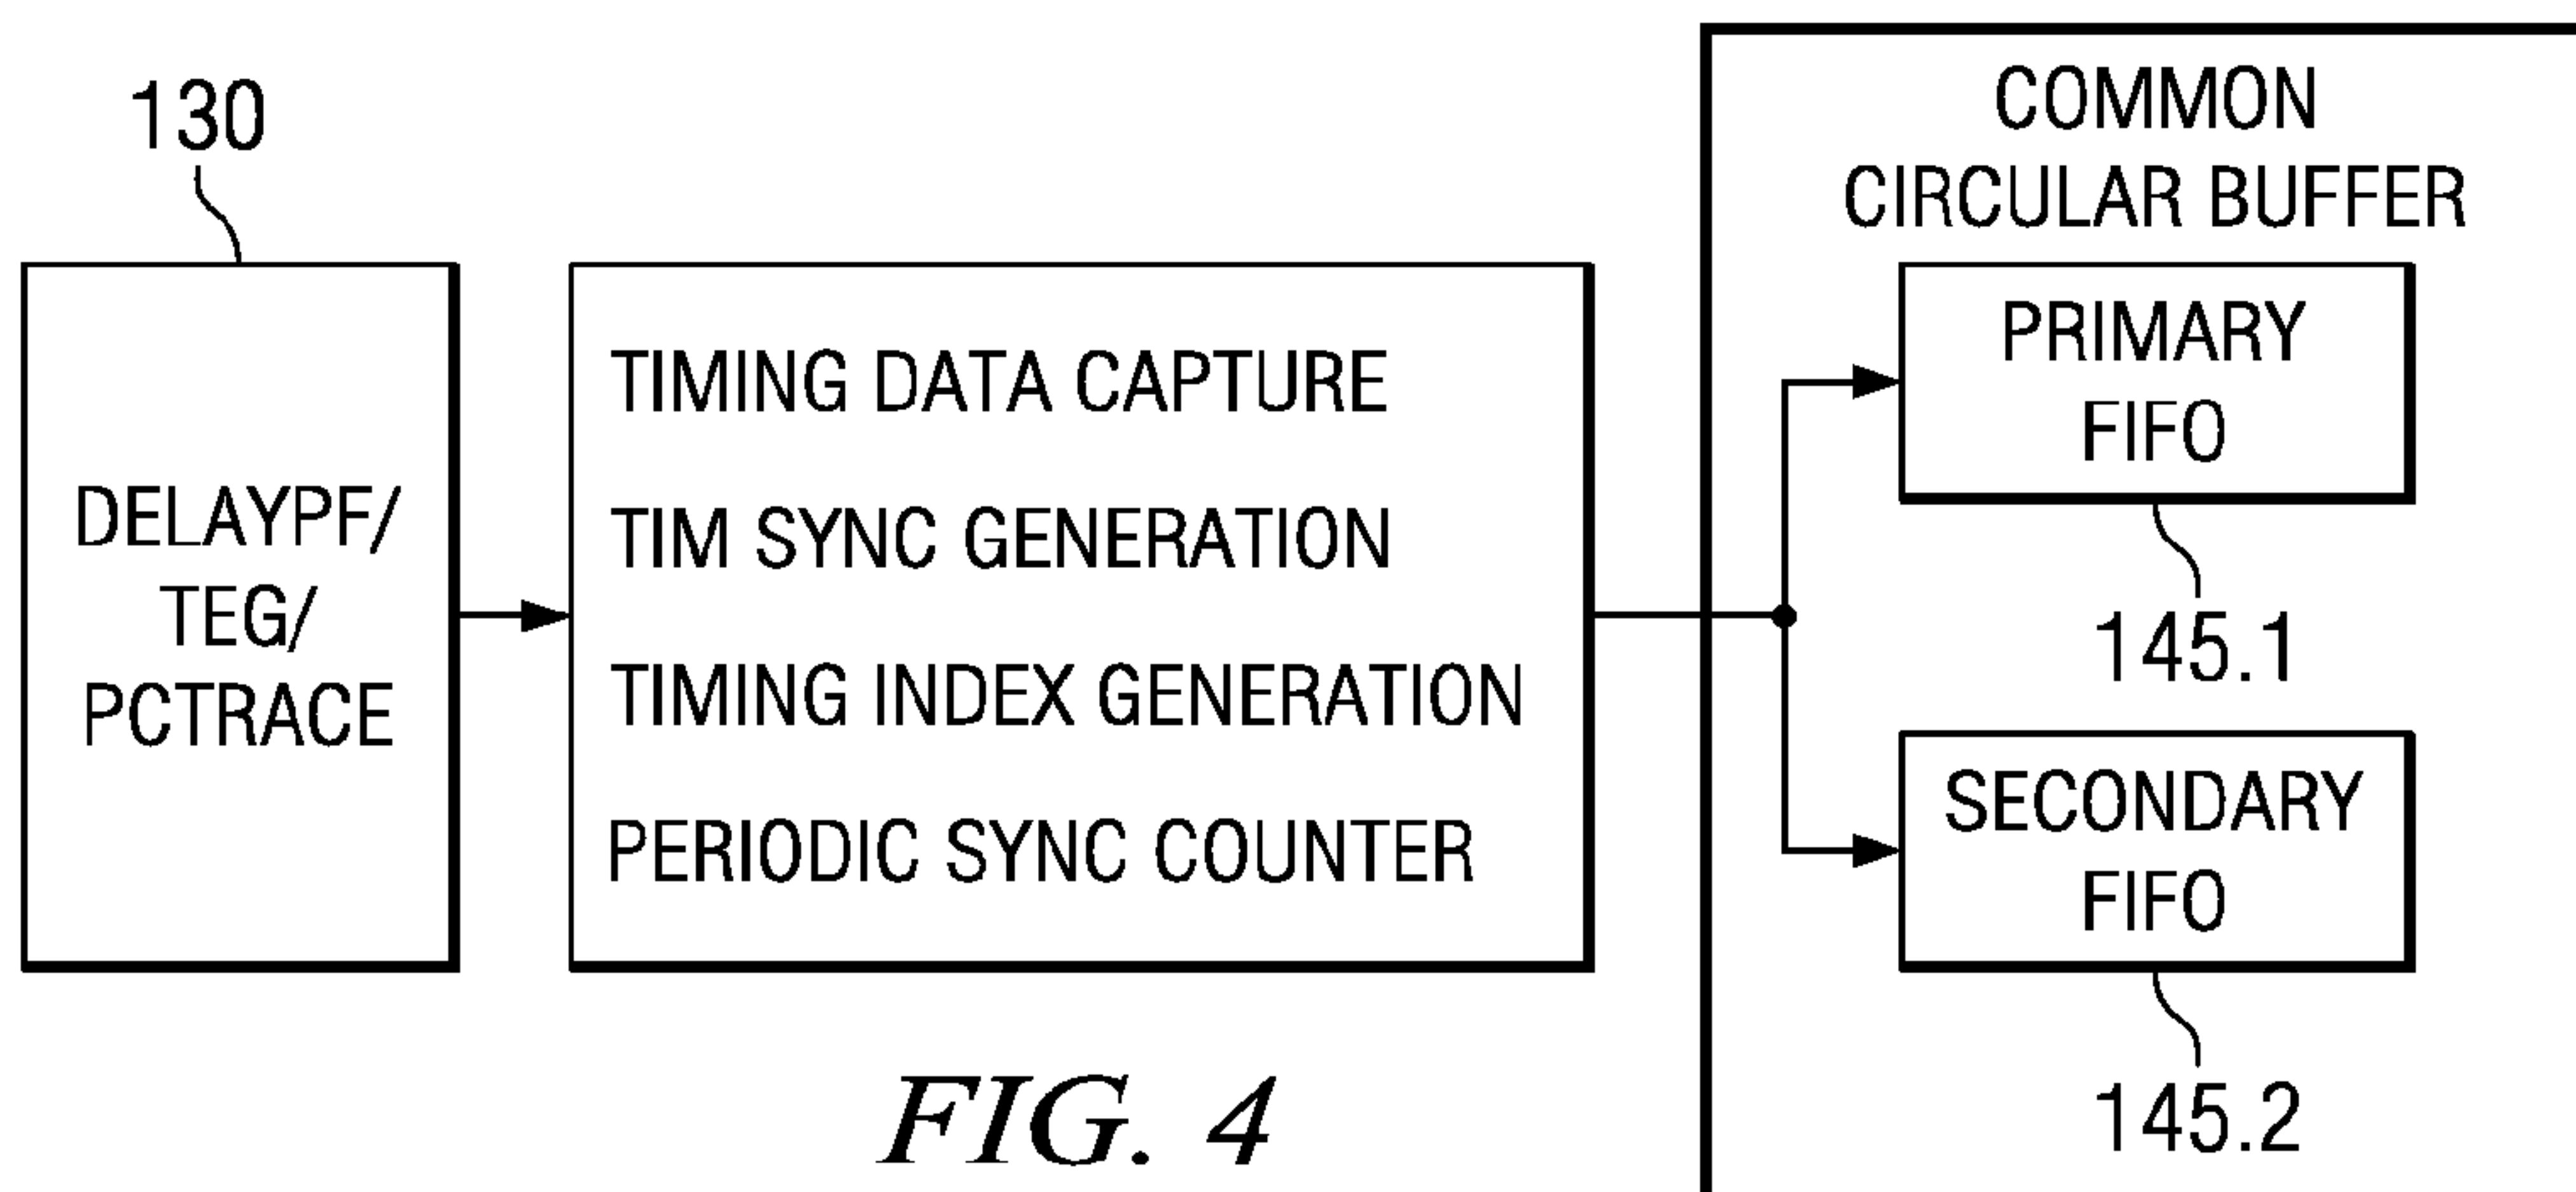 130
DELAYPF/
TEG/
PCTRACE
TIMING DATA CAPTURE
TIM SYNC GENERATION
TIMING INDEX GENERATION
PERIODIC SYNC COUNTER
COMMON
CIRCULAR BUFFER
PRIMARY
FIFO
145.1
SECONDARY
FIFO
145.2
FIG. 4